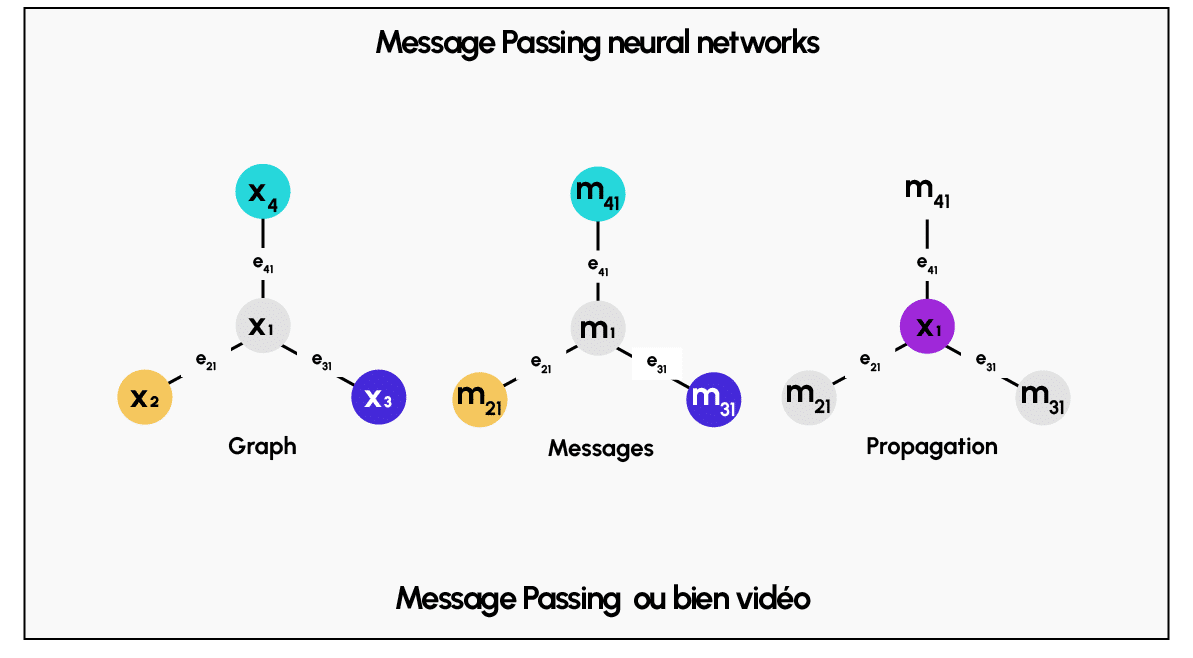 Message Passing neural networks
x4 m41 m41
e41 e41 e41
x1 m1 x1
e21 e31 e21 e31 e21 e31
x2 x3 m21 m31 m21 m31
Graph Messages Propagation
Message Passing ou bien vidéo